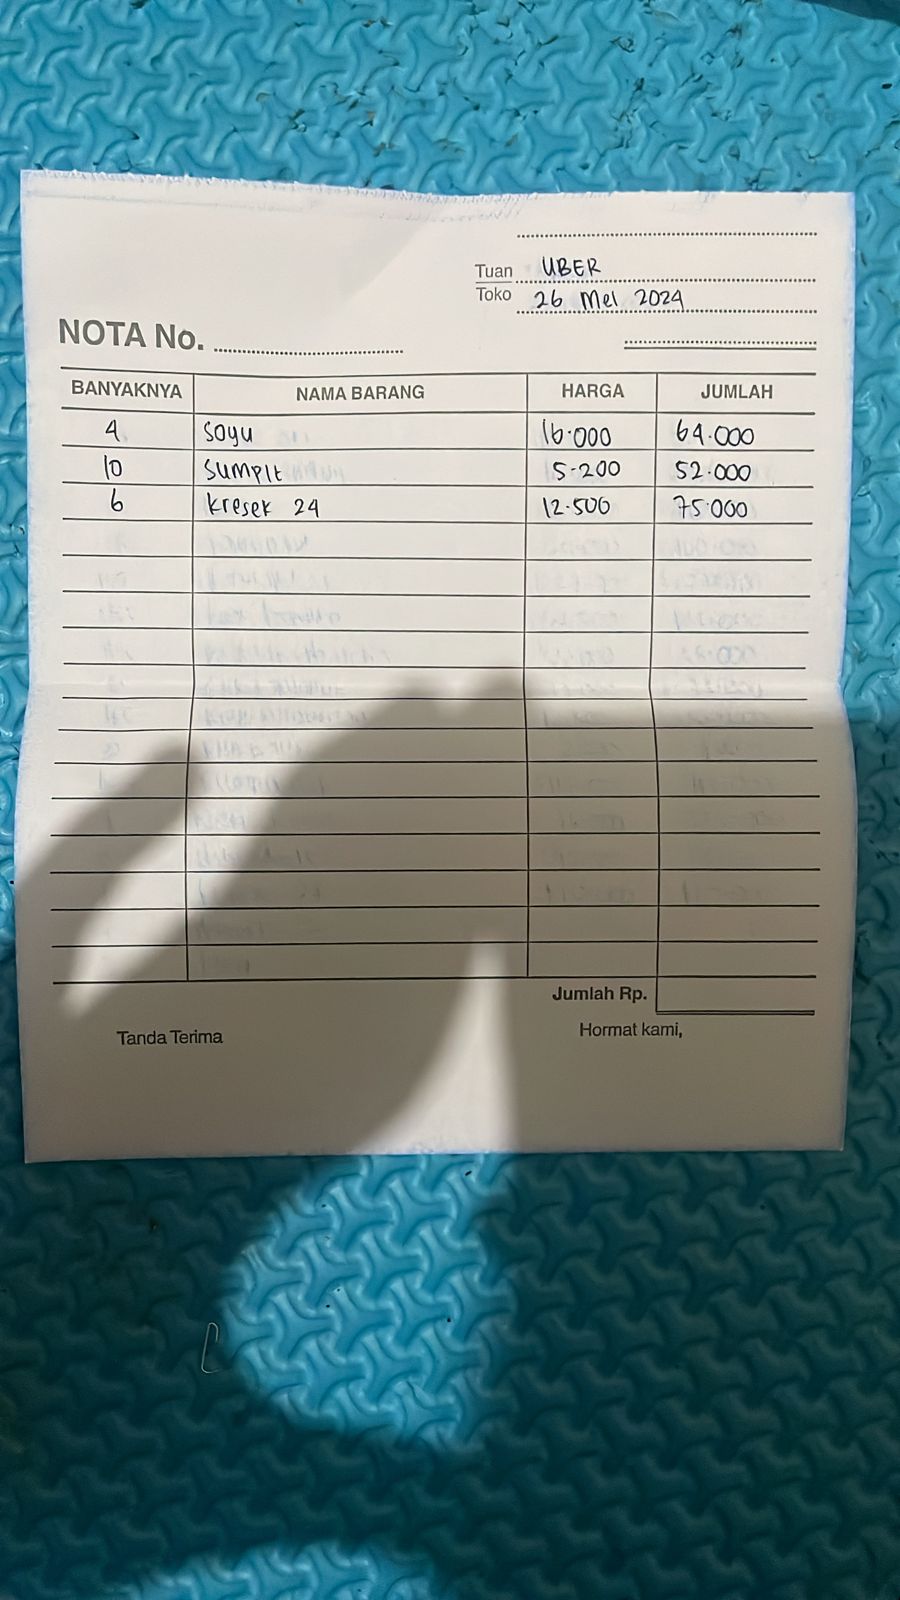 Tuan UBER
Toko 26 Mei 2024
NOTA No.
BANYAKNYA NAMA BARANG HARGA JUMLAH
4 Soyu 16.000 64.000
10 Sumpit 5.200 52.000
6 Kresek 24 12.500 75.000
Jumlah Rp.
Tanda Terima Hormat kami,